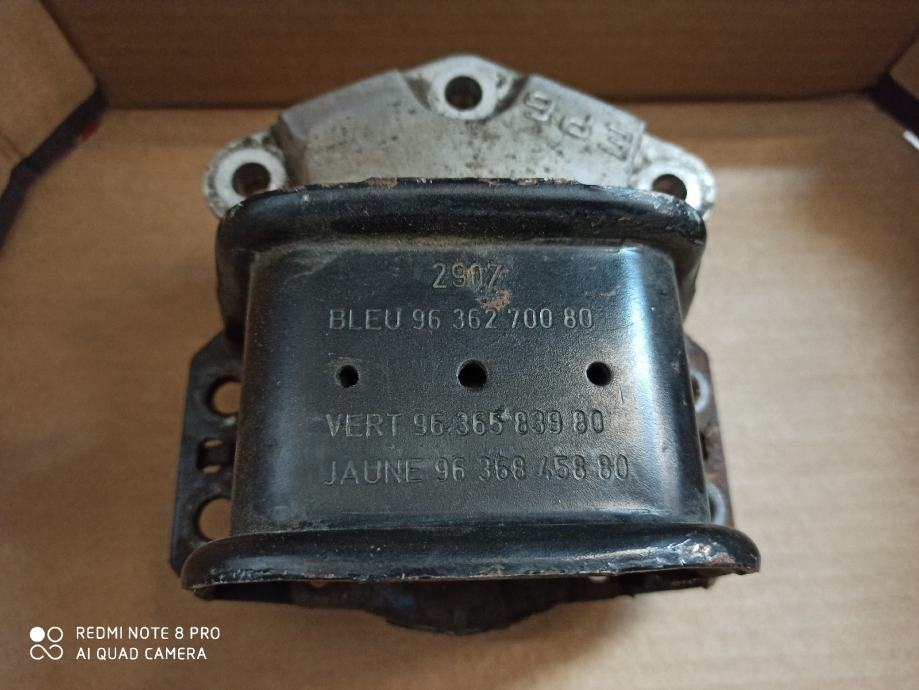 MPG
2907
BLEU 96 362 700 80
VERT 96 365 839 80
JAUNE 96 368 458 80
REDMI NOTE 8 PRO
AI QUAD CAMERA